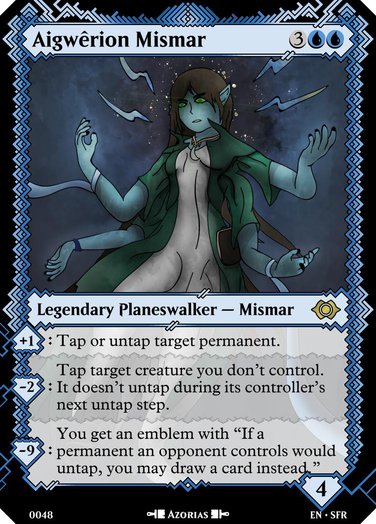 Aigwêrion Mismar 3
Legendary Planeswalker — Mismar
+1: Tap or untap target permanent.
Tap target creature you don't control.
−2: It doesn't untap during its controller's
next untap step.
You get an emblem with “If a
−9: permanent an opponent controls would
untap, you may draw a card instead.”
4
0048 Azorias EN • SFR